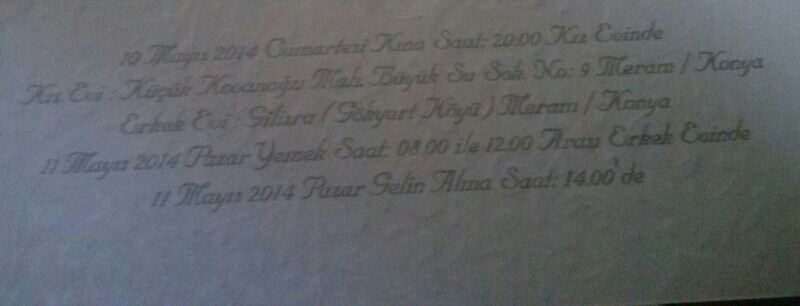 10 Mayıs 2014 Cumartesi Kına Saat: 20.00 Kız Evinde
Kız Evi : Küçük Kovanağzı Mah. Büyük Su Sok. No: 9 Meram / Konya
Erkek Evi : Gilisra ( Gökyurt Köyü ) Meram / Konya
11 Mayıs 2014 Pazar Yemek Saat: 08.00 ile 12.00 Arası Erkek Evinde
11 Mayıs 2014 Pazar Gelin Alma Saat: 14.00'de